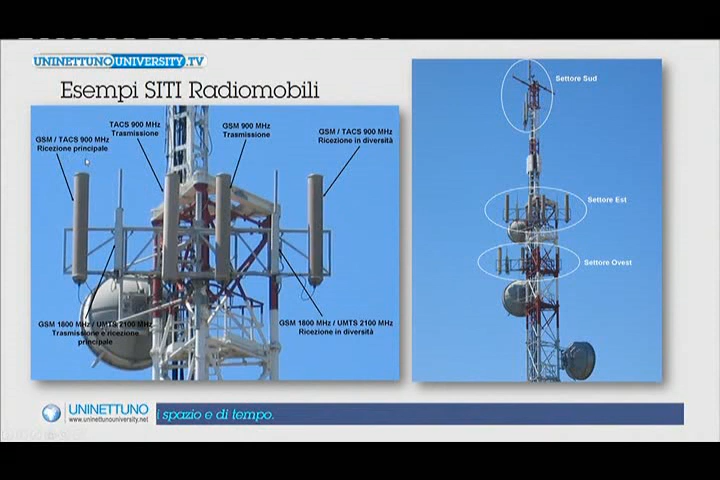 UNINETTUNOUNIVERSITY.TV
Esempi SITI Radiomobili
GSM / TACS 900 MHz
Ricezione principale
TACS 900 MHz
Trasmissione
GSM 900 MHz
Trasmissione
GSM / TACS 900 MHz
Ricezione in diversità
GSM 1800 MHz / UMTS 2100 MHz
Trasmissione e ricezione
principale
GSM 1800 MHz / UMTS 2100 MHz
Ricezione in diversità
Settore Sud
Settore Est
Settore Ovest
UNINETTUNO
www.uninettunouniversity.net
i spazio e di tempo.